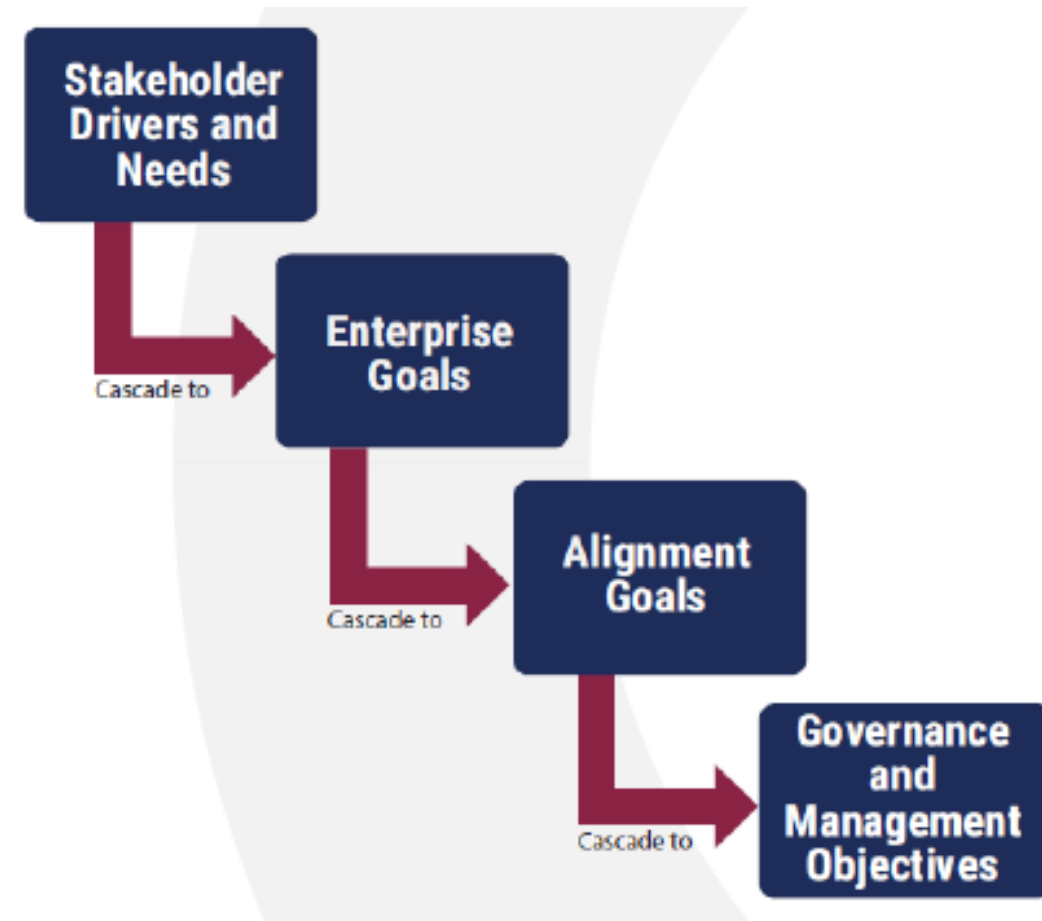 Stakeholder
Drivers and
Needs
Cascade to
Enterprise
Goals
Cascade to
Alignment
Goals
Cascade to
Governance
and
Management
Objectives